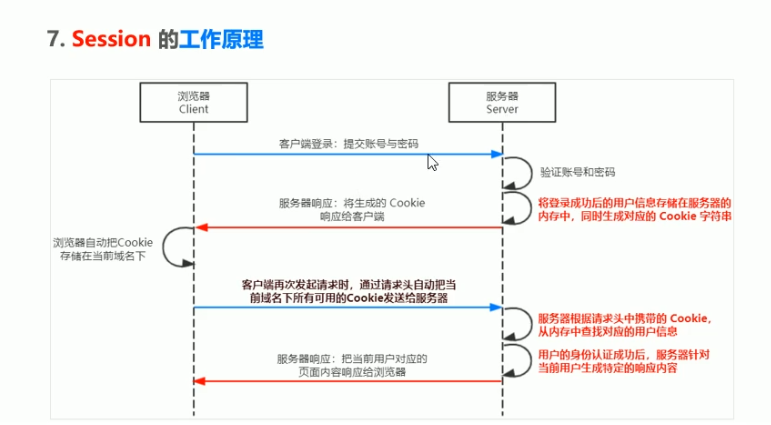 7. Session 的工作原理
浏览器
Client
服务器
Server
客户端登录：提交账号与密码
验证账号和密码
将登录成功后的用户信息存储在服务器的
内存中，同时生成对应的 Cookie 字符串
服务器响应：将生成的 Cookie
响应给客户端
浏览器自动把Cookie
存储在当前域名下
客户端再次发起请求时，通过请求头自动把当
前域名下所有可用的Cookie发送给服务器
服务器根据请求头中携带的 Cookie，
从内存中查找对应的用户信息
用户的身份认证成功后，服务器针对
当前用户生成特定的响应内容
服务器响应：把当前用户对应的
页面内容响应给浏览器